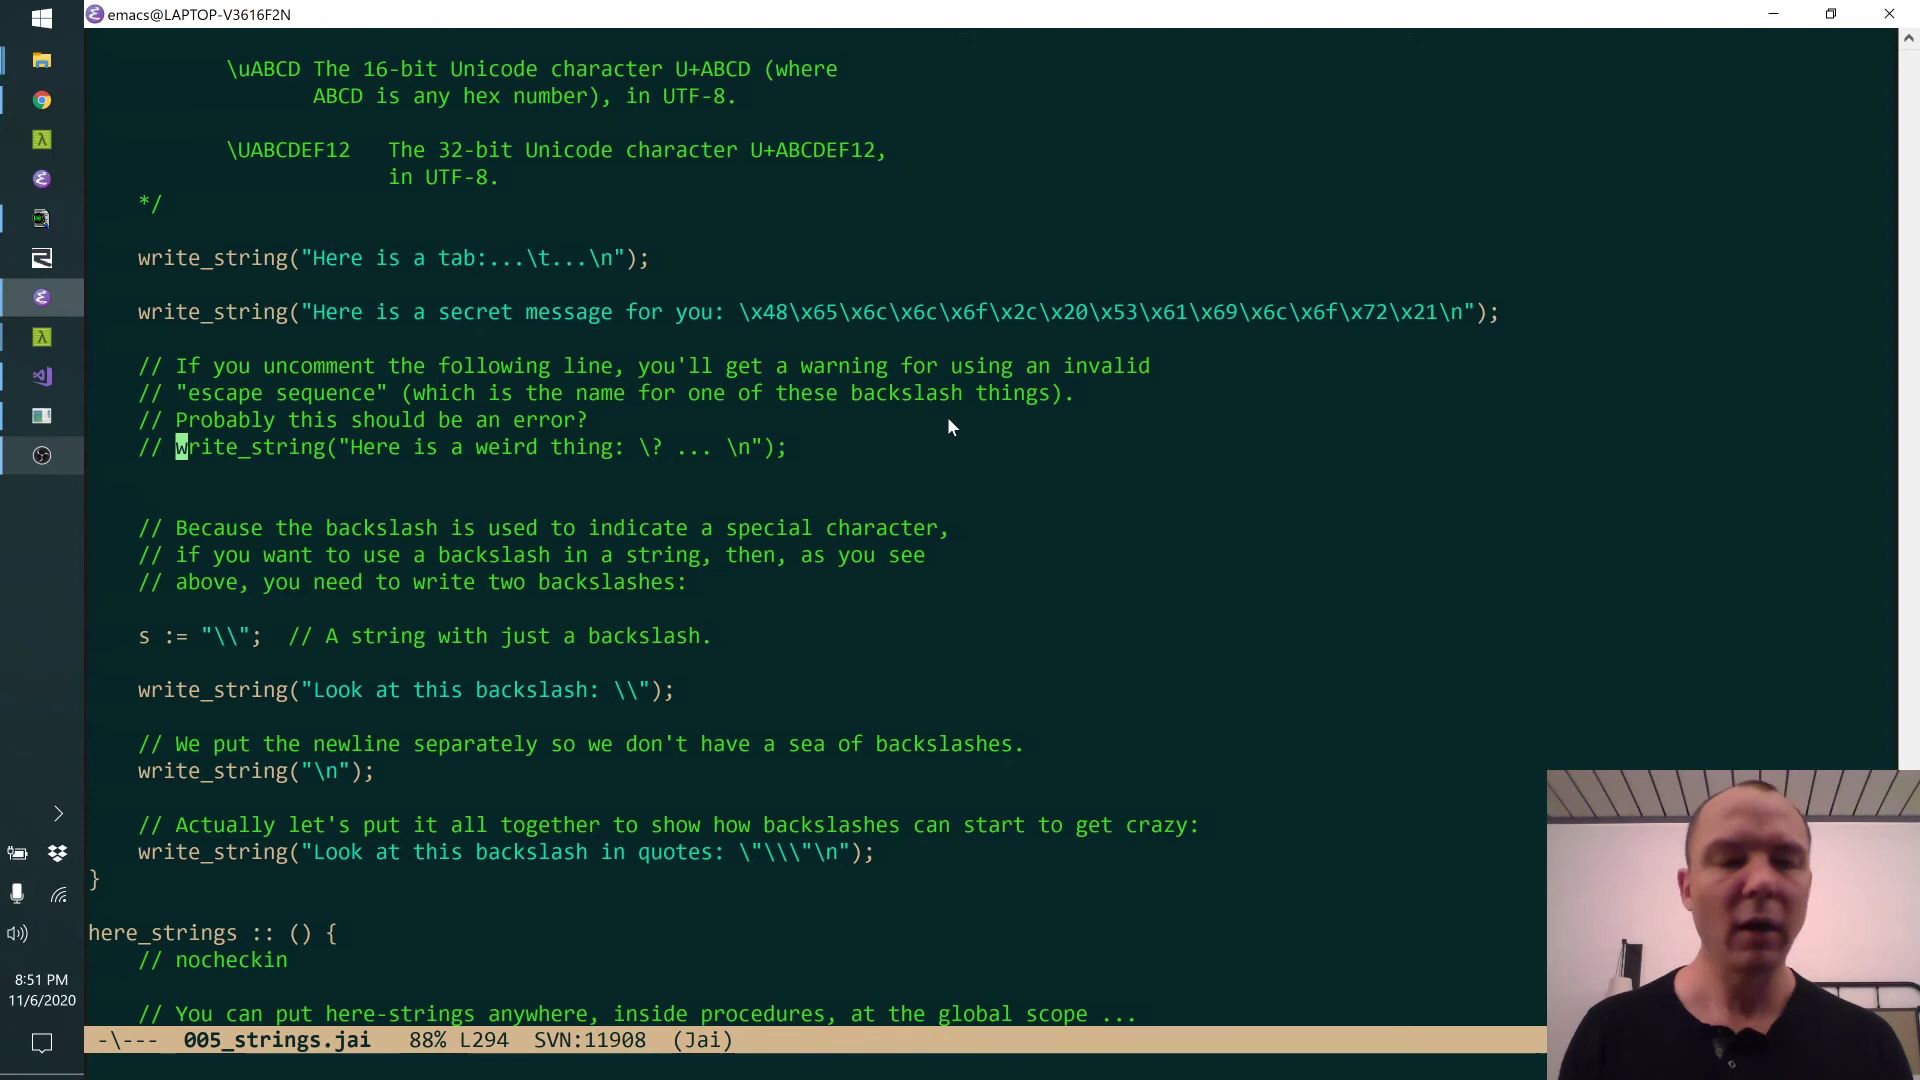 emacs@LAPTOP-V3616F2N
\uABCD The 16-bit Unicode character U+ABCD (where
ABCD is any hex number), in UTF-8.
\UABCDEF12   The 32-bit Unicode character U+ABCDEF12,
in UTF-8.
*/
write_string("Here is a tab:...\t...\n");
write_string("Here is a secret message for you: \x48\x65\x6c\x6c\x6f\x2c\x20\x53\x61\x69\x6c\x6f\x72\x21\n");
// If you uncomment the following line, you'll get a warning for using an invalid
// "escape sequence" (which is the name for one of these backslash things).
// Probably this should be an error?
// write_string("Here is a weird thing: \? ... \n");
// Because the backslash is used to indicate a special character,
// if you want to use a backslash in a string, then, as you see
// above, you need to write two backslashes:
s := "\\";  // A string with just a backslash.
write_string("Look at this backslash: \\");
// We put the newline separately so we don't have a sea of backslashes.
write_string("\n");
// Actually let's put it all together to show how backslashes can start to get crazy:
write_string("Look at this backslash in quotes: \"\\\"\n");
}
here_strings :: () {
// nocheckin
// You can put here-strings anywhere, inside procedures, at the global scope ...
-\---  005_strings.jai   88% L294  SVN:11908  (Jai)
8:51 PM
11/6/2020